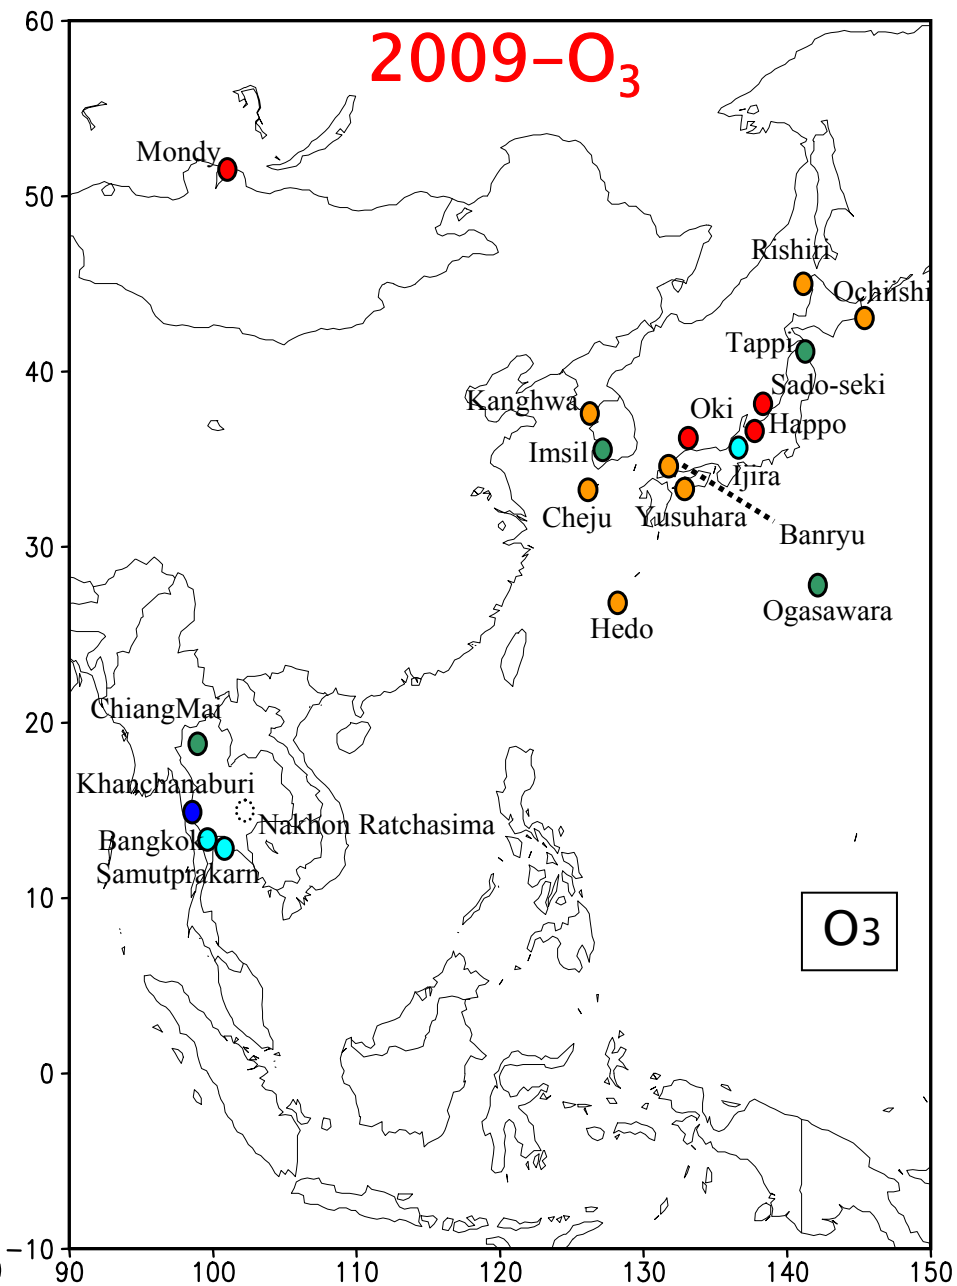 60
2009-O₃
Mondy
50
Rishiri
Ochiishi
Tappi
40
Sado-seki
Kanghwa
Oki
Happo
Imsil
Ijira
Cheju
Yusuhara
Banryu
30
Ogasawara
Hedo
20
ChiangMai
Khanchanaburi
Nakhon Ratchasima
Bangkok
Samutprakarn
10
O3
0
-10
90 100 110 120 130 140 150